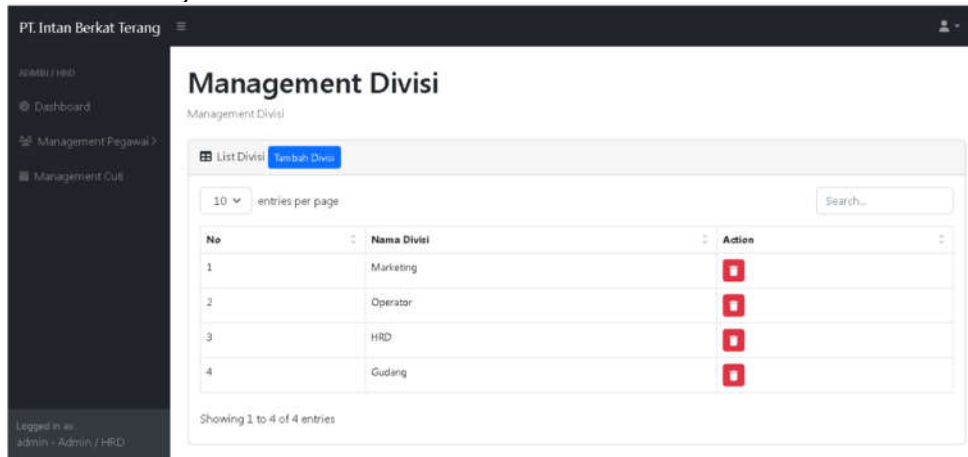 PT. Intan Berkat Terang
ADMIN / HRD
Dashboard
Management Pegawai >
Management Cuti
Logged in as:
admin - Admin / HRD
Management Divisi
Management Divisi
List Divisi Tambah Divisi
10 entries per page
Search...
No Nama Divisi Action
1 Marketing
2 Operator
3 HRD
4 Gudang
Showing 1 to 4 of 4 entries